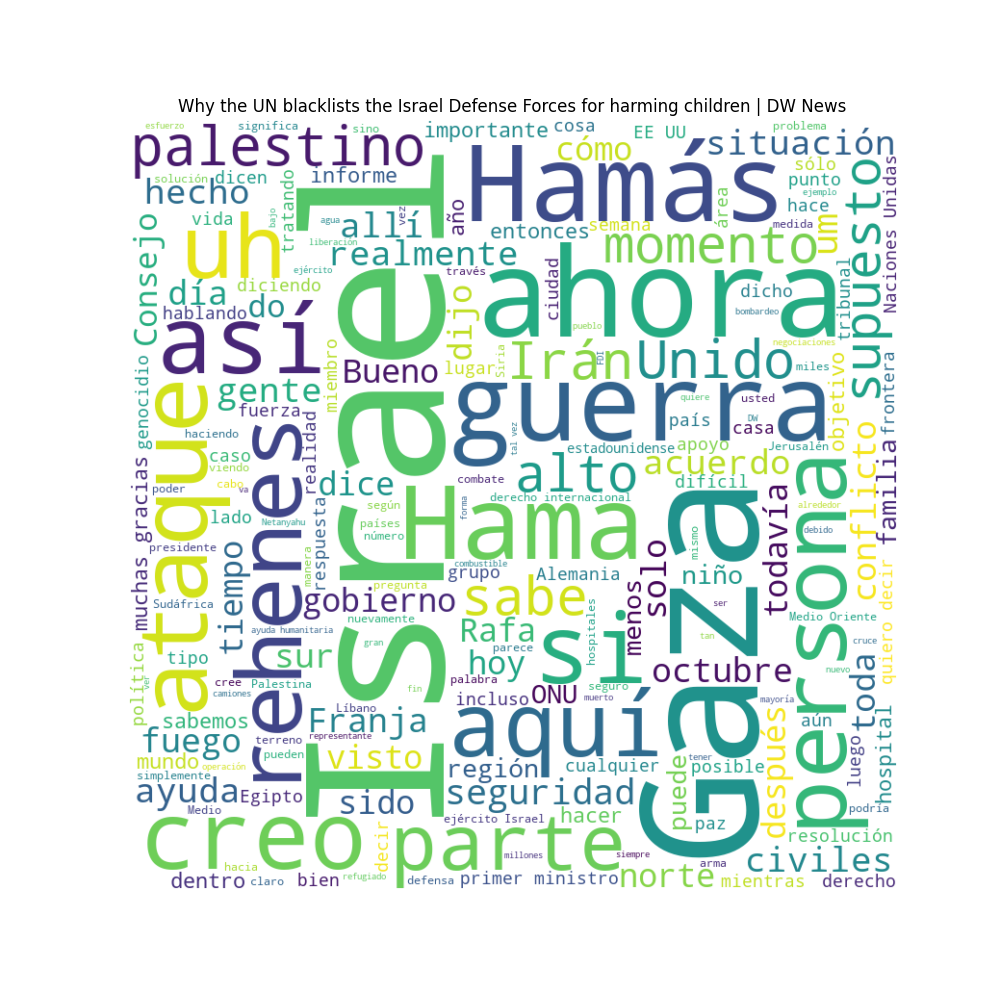 Why the UN blacklists the Israel Defense Forces for harming children | DW News
esfuerzo
significa
sino
importante
cosa
EE UU
problema
palestino
Hamás
cómo
situación
solución
dicen
informe
sólo
hecho
tratando
punto
ejemplo
área
hace
Naciones Unidas
vida
bajo
agua
vez
año
entonces
semana
medida
supuesto
Consejo
uh
allí
um
liberación
realmente
momento
ejército
través
ciudad
ahora
tribunal
día
diciendo
dijo
dicho
hablando
do
bombardeo
así
pueblo
negociaciones
Israel
miembro
Bueno
lugar
Siria
Irán
FDI
Unido
miles
objetivo
frontera
genocidio
gente
guerra
quiere
usted
fuerza
país
DW
casa
ataque
rehenes
realidad
haciendo
tal vez
estadounidense
apoyo
Jerusalén
conflicto
familia
caso
viendo
alto
acuerdo
muchas gracias
poder
cabo
va
dice
combate
difícil
persona
todavía
derecho internacional
Gaza
alrededor
lado
Netanyahu
respuesta
según
países
número
Hama
forma
debido
presidente
tiempo
manera
combustible
solo
mismo
grupo
Alemania
niño
pregunta
menos
quiero decir
Sudáfrica
gobierno
sabe
ser
nuevamente
Medio Oriente
ayuda humanitaria
Rafa
si
hospitales
tan
cruce
gran
parece
tipo
sur
hoy
octubre
toda
nuevo
política
ver
cree
Palestina
palabra
seguro
camiones
fin
incluso
ONU
muerto
mayoría
Líbano
sabemos
Franja
aquí
después
aún
luego
hospital
fuego
terreno
representante
mundo
pueden
visto
región
cualquier
tener
posible
simplemente
operación
puede
ayuda
Egipto
sido
seguridad
Medio
podría
creo
parte
ejército Israel
hacer
paz
resolución
decir
millones
siempre
arma
civiles
hacia
dentro
claro
bien
refugiado
defensa
primer ministro
norte
mientras
derecho